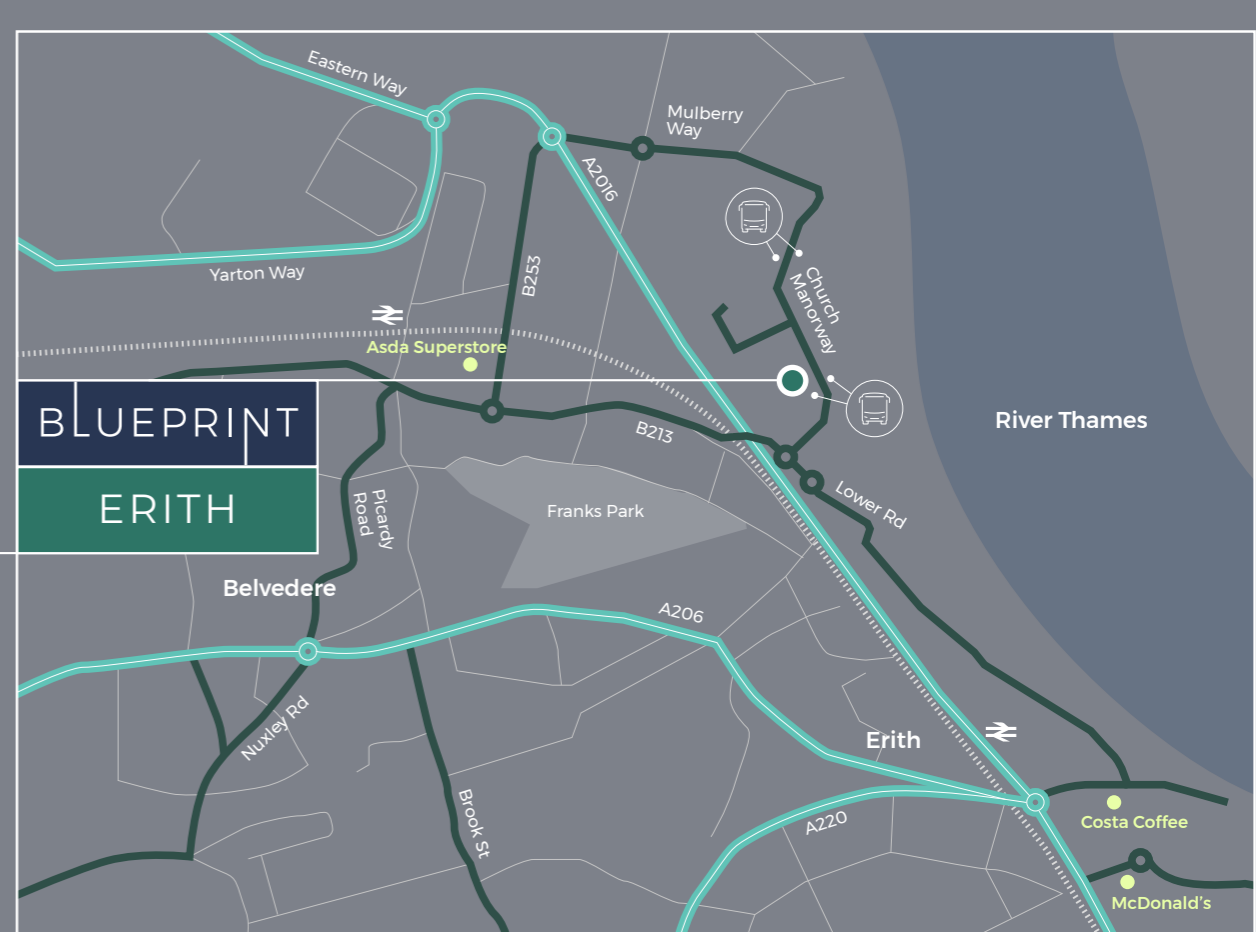 Eastern Way
Mulberry
Way
A2016
Yarton Way
B253
Church
Manorway
Asda Superstore
BLUEPRINT
ERITH
B213
River Thames
Picardy
Road
Franks Park
Lower Rd
Belvedere
A206
Nuxley Rd
Erith
Brook St
A220
Costa Coffee
McDonald's